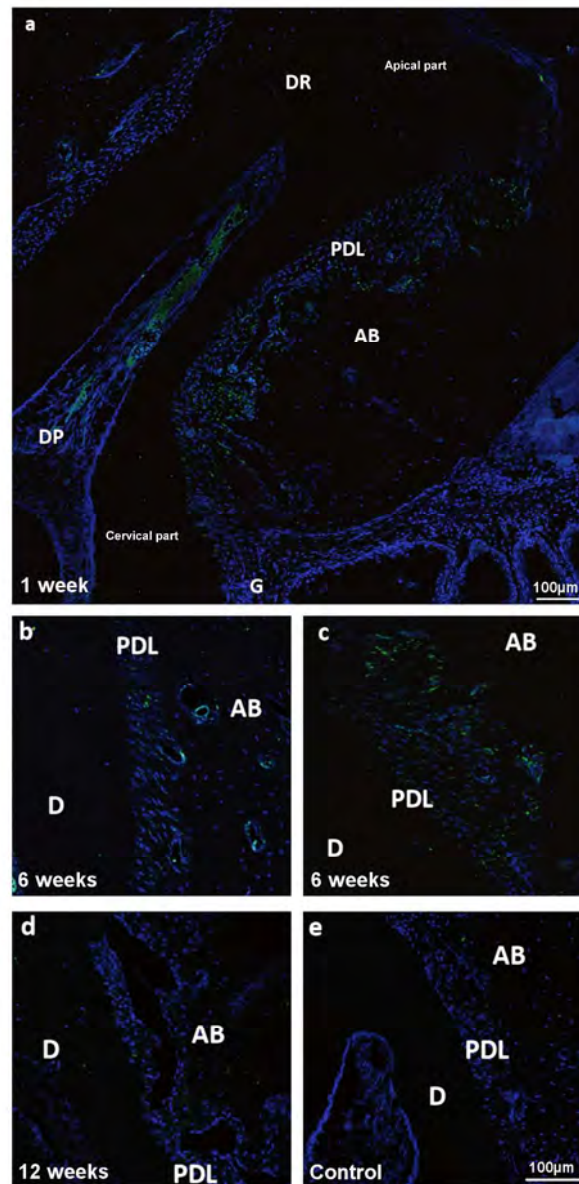 a
Apical part
DR
PDL
AB
DP
Cervical part
1 week
G
100µm
b
PDL
AB
D
6 weeks
c
AB
PDL
D
6 weeks
d
D
AB
12 weeks
PDL
e
AB
PDL
D
Control
100µm